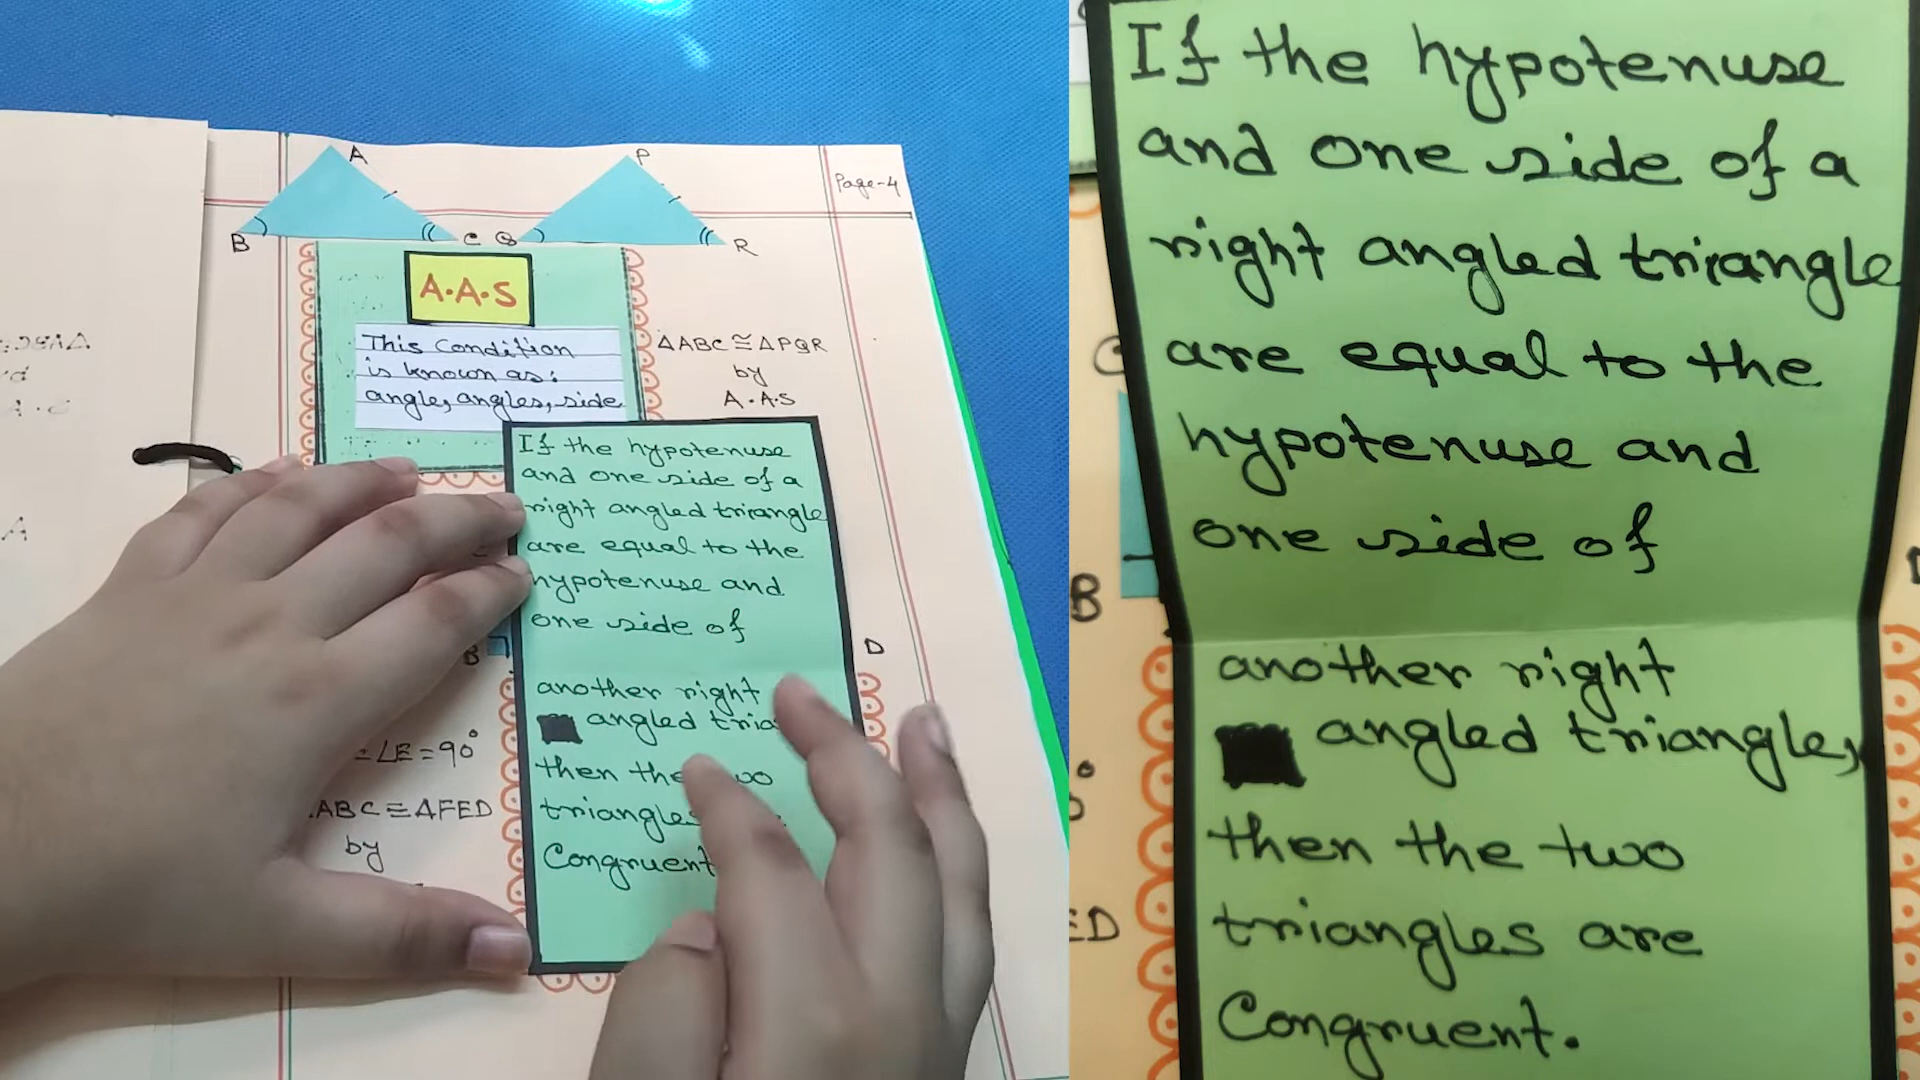 A
P
Page-4
B
C
Q
R
A.A.S
This Condition
is known as:
angle, angles, side
ΔABC ≅ ΔPQR
by
A.A.S
If the hypotenuse
and one side of a
right angled triangle
are equal to the
hypotenuse and
one side of
another right
angled tria
then the two
triangles
Congruent
B
D
=∠E=90°
ABC ≅ ΔFED
by
If the hypotenuse
and one side of a
right angled triangle
are equal to the
hypotenuse and
one side of
another right
angled triangle,
then the two
triangles are
Congruent.
C
B
ED